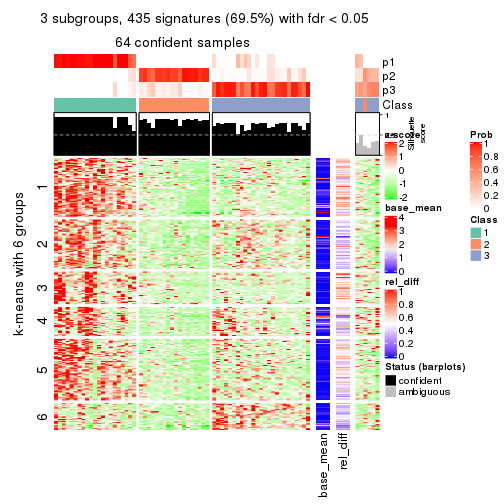 3 subgroups, 435 signatures (69.5%) with fdr < 0.05
64 confident samples
p1
p2
p3
Class
1
Silhouette
score
z-score
2
1
0
-1
-2
base_mean
4
3
2
1
0
rel_diff
1
0.8
0.6
0.4
0.2
0
Status (barplots)
confident
ambiguous
Prob
1
0.8
0.6
0.4
0.2
0
Class
1
2
3
k-means with 6 groups
1
2
3
4
5
6
base_mean
rel_diff